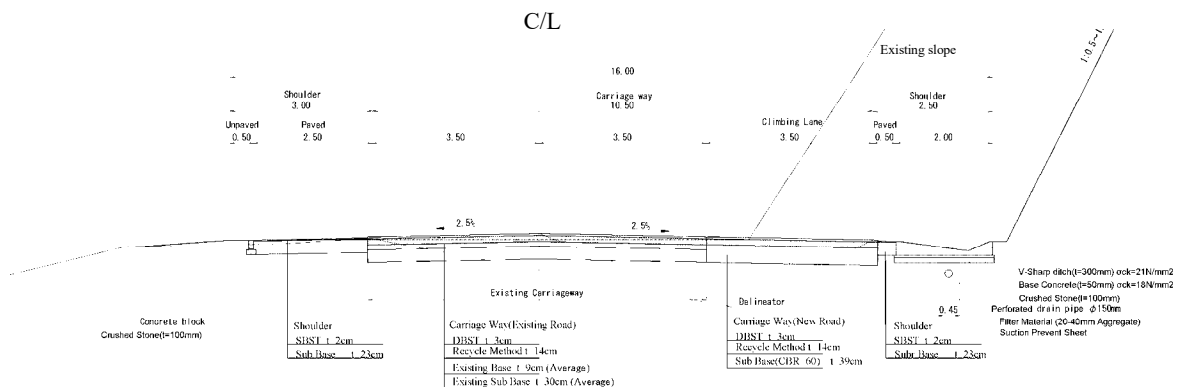 C/L
Existing slope
1:0.5~1.
16.00
Shoulder
3.00
Carriage way
10.50
Shoulder
2.50
Unpaved
0.50
Paved
2.50
3.50
3.50
Climbing Lane
3.50
Paved
0.50
2.00
2.5%
2.5%
Existing Carriageway
Delineator
0.45
V-Sharp ditch(t=300mm) σck=21N/mm2
Base Concrete(t=50mm) σck=18N/mm2
Crushed Stone(t=100mm)
Perforated drain pipe ϕ150mm
Filter Material (20-40mm Aggregate)
Suction Prevent Sheet
Concrete block
Crushed Stone(t=100mm)
Shoulder
SBST t 2cm
Sub Base t 23cm
Carriage Way(Existing Road)
DBST t 3cm
Recycle Method t 14cm
Existing Base t 9cm (Average)
Existing Sub Base t 30cm (Average)
Carriage Way(New Road)
DBST t 3cm
Recycle Method t 14cm
Sub Base(CBR 60) t 39cm
Shoulder
SBST t 2cm
Base t 23cm